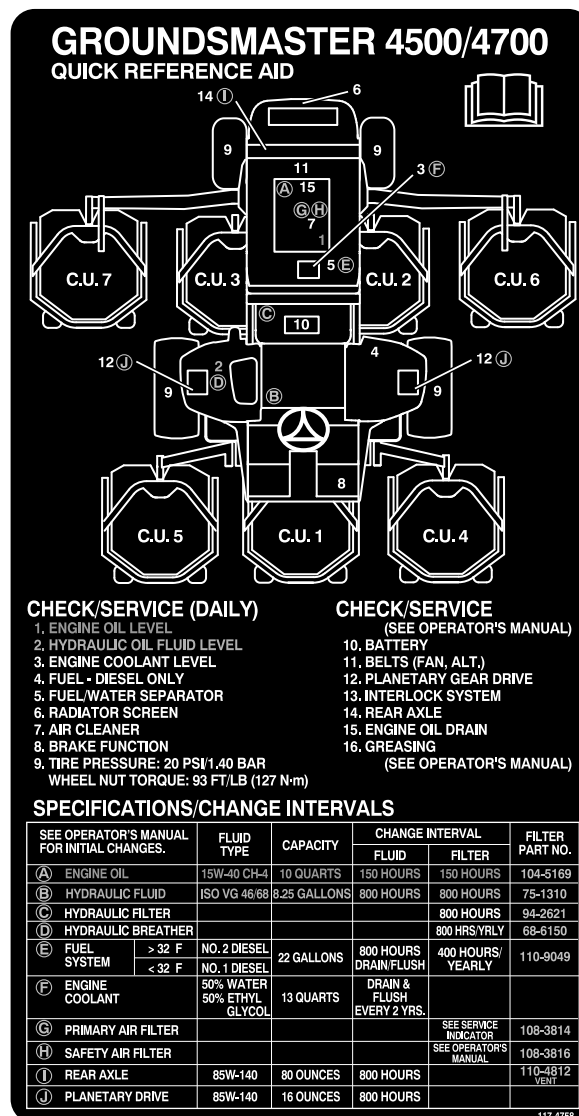 GROUNDSMASTER 4500/4700
QUICK REFERENCE AID
14 Ⓘ
6
9
9
11
3 Ⓕ
Ⓐ 15
Ⓖ Ⓗ
7
1
5 Ⓔ
C.U. 7
C.U. 3
C.U. 2
C.U. 6
Ⓒ
10
12 Ⓙ
2
Ⓓ
4
12 Ⓙ
9
9
Ⓑ
8
C.U. 5
C.U. 1
C.U. 4
CHECK/SERVICE (DAILY)
1. ENGINE OIL LEVEL
2. HYDRAULIC OIL FLUID LEVEL
3. ENGINE COOLANT LEVEL
4. FUEL - DIESEL ONLY
5. FUEL/WATER SEPARATOR
6. RADIATOR SCREEN
7. AIR CLEANER
8. BRAKE FUNCTION
9. TIRE PRESSURE: 20 PSI/1.40 BAR
WHEEL NUT TORQUE: 93 FT/LB (127 N·m)
CHECK/SERVICE
(SEE OPERATOR'S MANUAL)
10. BATTERY
11. BELTS (FAN, ALT.)
12. PLANETARY GEAR DRIVE
13. INTERLOCK SYSTEM
14. REAR AXLE
15. ENGINE OIL DRAIN
16. GREASING
(SEE OPERATOR'S MANUAL)
SPECIFICATIONS/CHANGE INTERVALS
SEE OPERATOR'S MANUAL FOR INITIAL CHANGES. FLUID TYPE CAPACITY CHANGE INTERVAL FILTER PART NO.
FLUID FILTER
Ⓐ ENGINE OIL 15W-40 CH-4 10 QUARTS 150 HOURS 150 HOURS 104-5169
Ⓑ HYDRAULIC FLUID ISO VG 46/68 8.25 GALLONS 800 HOURS 800 HOURS 75-1310
Ⓒ HYDRAULIC FILTER 800 HOURS 94-2621
Ⓓ HYDRAULIC BREATHER 800 HRS/YRLY 68-6150
Ⓔ FUEL SYSTEM > 32 F NO. 2 DIESEL 22 GALLONS 800 HOURS DRAIN/FLUSH 400 HOURS/ YEARLY 110-9049
< 32 F NO. 1 DIESEL
Ⓕ ENGINE COOLANT 50% WATER 50% ETHYL GLYCOL 13 QUARTS DRAIN & FLUSH EVERY 2 YRS.
Ⓖ PRIMARY AIR FILTER SEE SERVICE INDICATOR 108-3814
Ⓗ SAFETY AIR FILTER SEE OPERATOR'S MANUAL 108-3816
Ⓘ REAR AXLE 85W-140 80 OUNCES 800 HOURS 110-4812 VENT
Ⓙ PLANETARY DRIVE 85W-140 16 OUNCES 800 HOURS
117-4758